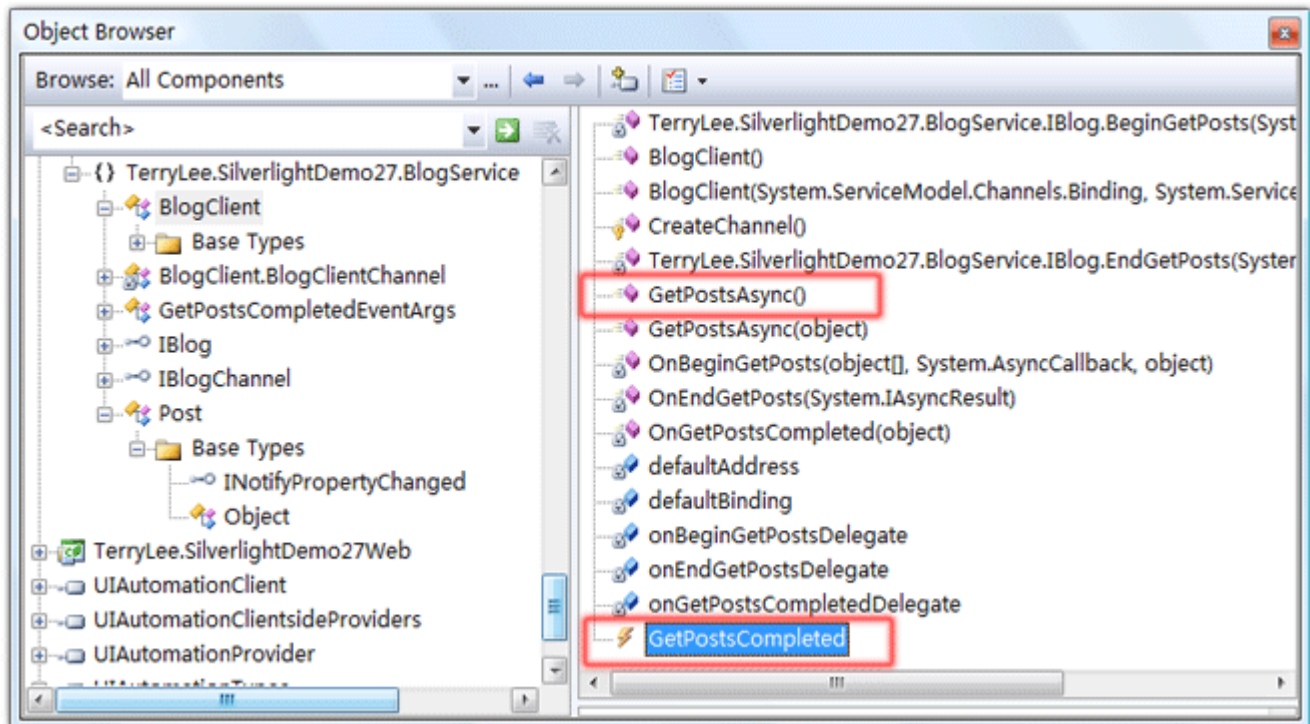 Object Browser
Browse: All Components
...
<Search>
{} TerryLee.SilverlightDemo27.BlogService
BlogClient
Base Types
BlogClient.BlogClientChannel
GetPostsCompletedEventArgs
IBlog
IBlogChannel
Post
Base Types
INotifyPropertyChanged
Object
TerryLee.SilverlightDemo27Web
UIAutomationClient
UIAutomationClientsideProviders
UIAutomationProvider
TerryLee.SilverlightDemo27.BlogService.IBlog.BeginGetPosts(Syst
BlogClient()
BlogClient(System.ServiceModel.Channels.Binding, System.Service
CreateChannel()
TerryLee.SilverlightDemo27.BlogService.IBlog.EndGetPosts(System
GetPostsAsync()
GetPostsAsync(object)
OnBeginGetPosts(object[], System.AsyncCallback, object)
OnEndGetPosts(System.IAsyncResult)
OnGetPostsCompleted(object)
defaultAddress
defaultBinding
onBeginGetPostsDelegate
onEndGetPostsDelegate
onGetPostsCompletedDelegate
GetPostsCompleted